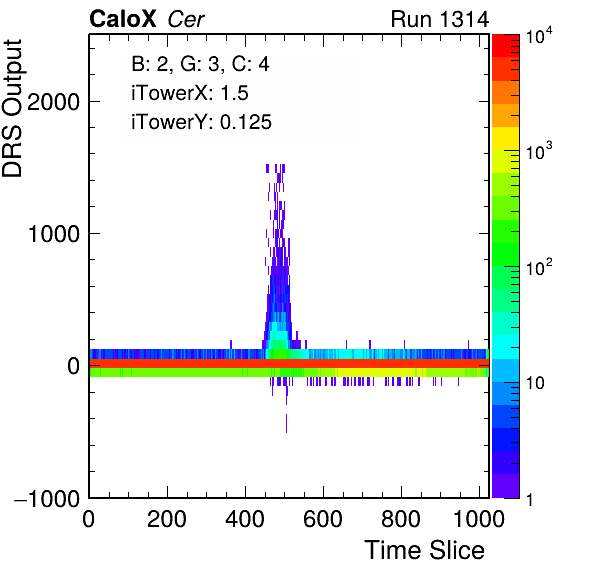 CaloX Cer Run 1314
B: 2, G: 3, C: 4
iTowerX: 1.5
iTowerY: 0.125
DRS Output
2000
1000
0
−1000
0 200 400 600 800 1000
Time Slice
10^4
10^3
10^2
10
1